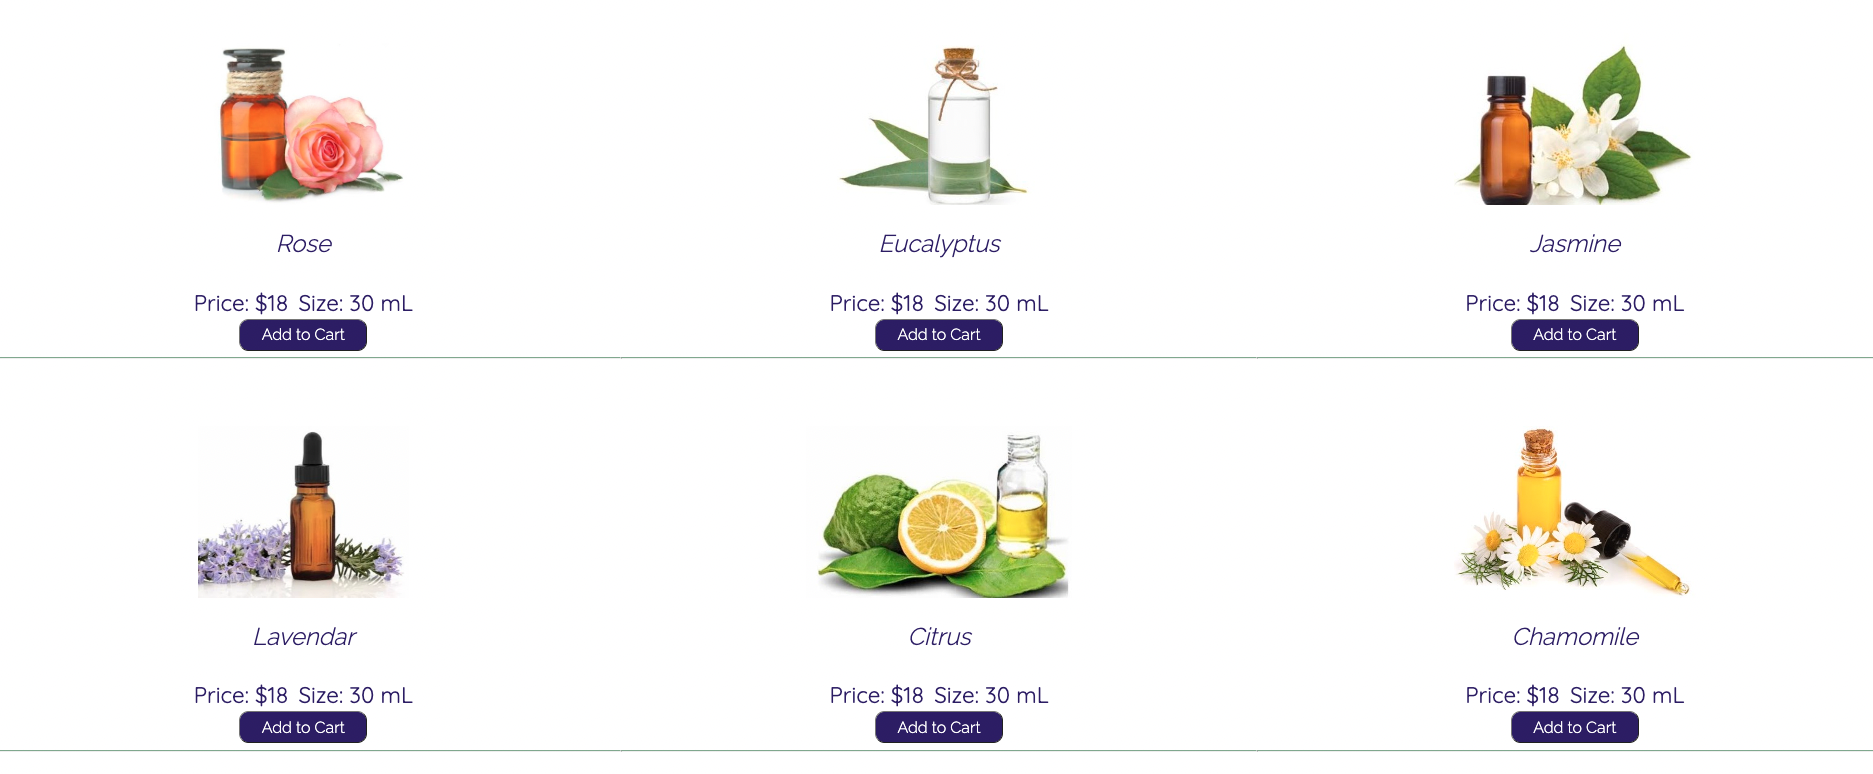 Rose
Eucalyptus
Jasmine
Price: $18 Size: 30 mL
Price: $18 Size: 30 mL
Price: $18 Size: 30 mL
Add to Cart
Add to Cart
Add to Cart
Lavendar
Citrus
Chamomile
Price: $18 Size: 30 mL
Price: $18 Size: 30 mL
Price: $18 Size: 30 mL
Add to Cart
Add to Cart
Add to Cart